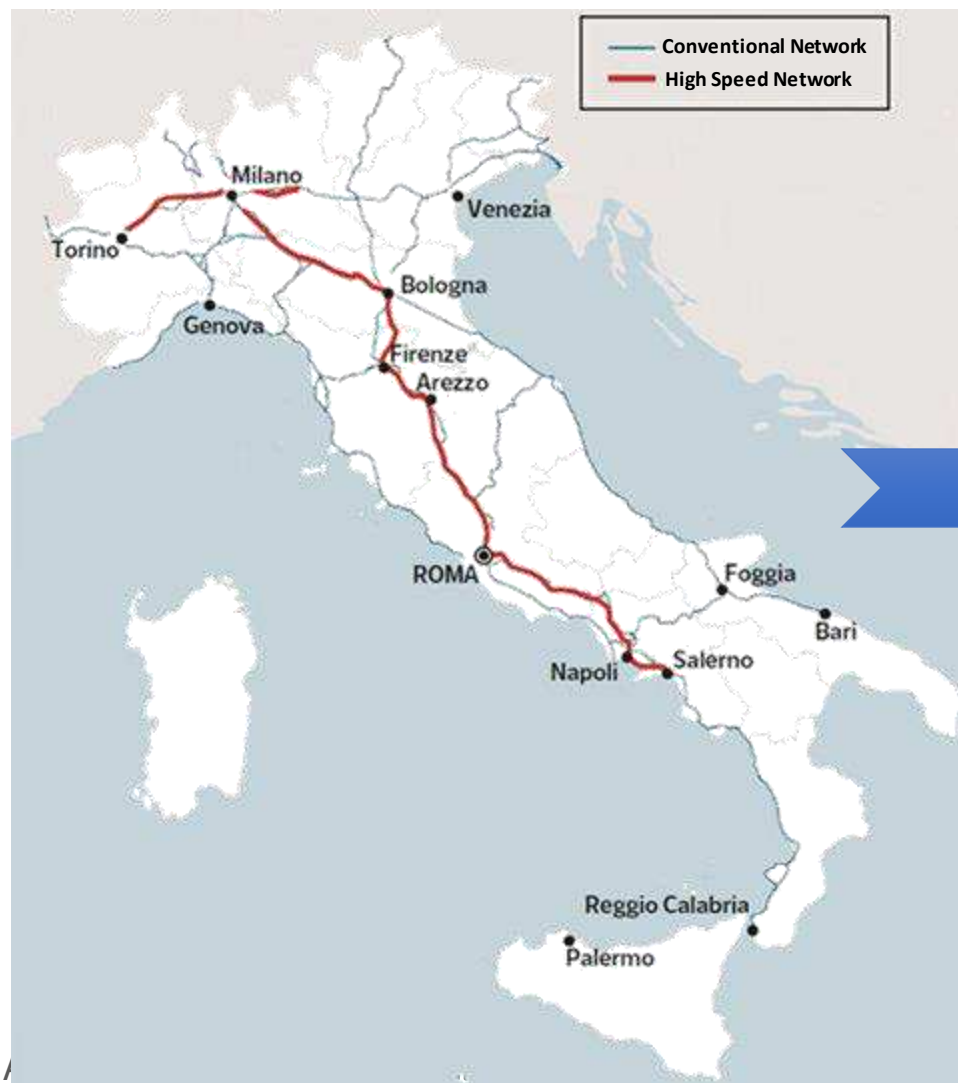 Conventional Network
High Speed Network
Milano
Venezia
Torino
Bologna
Genova
Firenze
Arezzo
ROMA
Foggia
Bari
Napoli
Salerno
Reggio Calabria
Palermo